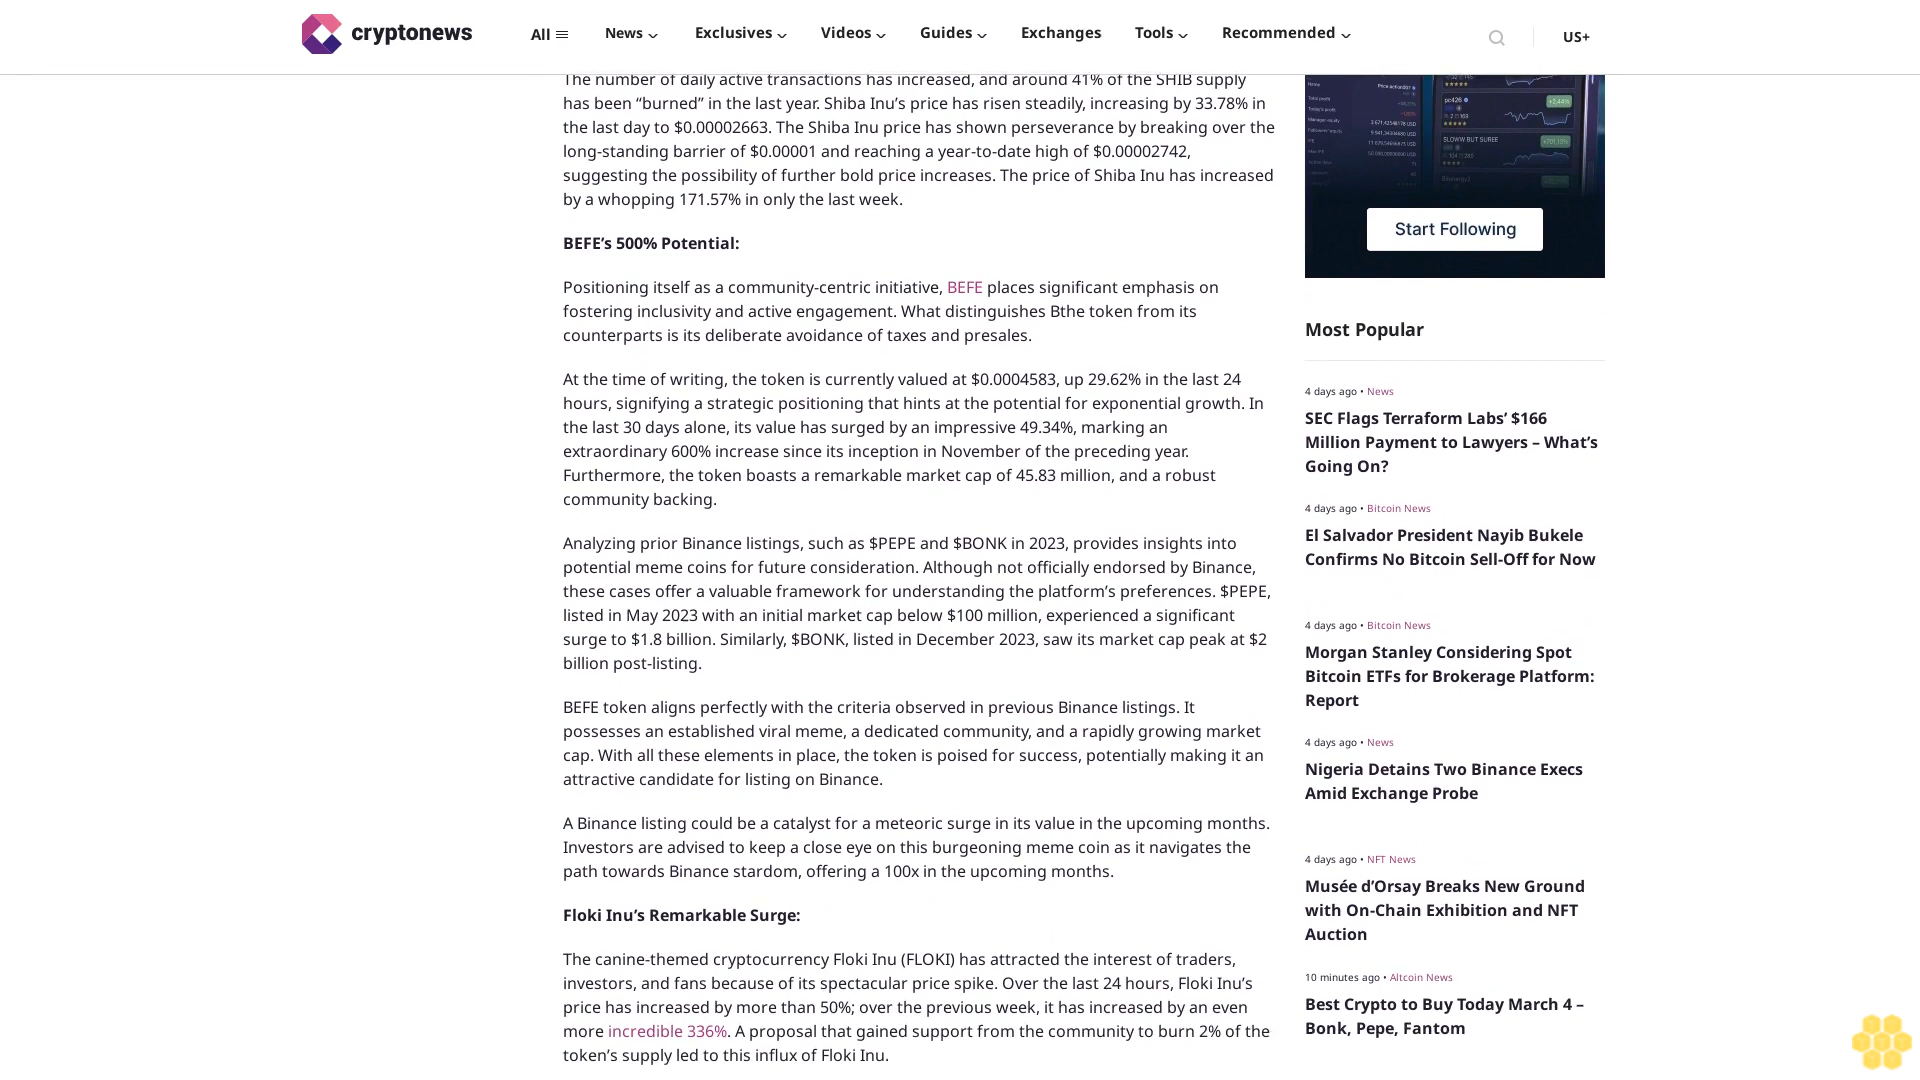 cryptonews
All
News
Exclusives
Videos
Guides
Exchanges
Tools
Recommended
US+
The number of daily active transactions has increased, and around 41% of the SHIB supply
has been “burned” in the last year. Shiba Inu’s price has risen steadily, increasing by 33.78% in
the last day to $0.00002663. The Shiba Inu price has shown perseverance by breaking over the
long-standing barrier of $0.00001 and reaching a year-to-date high of $0.00002742,
suggesting the possibility of further bold price increases. The price of Shiba Inu has increased
by a whopping 171.57% in only the last week.
BEFE’s 500% Potential:
Positioning itself as a community-centric initiative, BEFE places significant emphasis on
fostering inclusivity and active engagement. What distinguishes Bthe token from its
counterparts is its deliberate avoidance of taxes and presales.
At the time of writing, the token is currently valued at $0.0004583, up 29.62% in the last 24
hours, signifying a strategic positioning that hints at the potential for exponential growth. In
the last 30 days alone, its value has surged by an impressive 49.34%, marking an
extraordinary 600% increase since its inception in November of the preceding year.
Furthermore, the token boasts a remarkable market cap of 45.83 million, and a robust
community backing.
Analyzing prior Binance listings, such as $PEPE and $BONK in 2023, provides insights into
potential meme coins for future consideration. Although not officially endorsed by Binance,
these cases offer a valuable framework for understanding the platform’s preferences. $PEPE,
listed in May 2023 with an initial market cap below $100 million, experienced a significant
surge to $1.8 billion. Similarly, $BONK, listed in December 2023, saw its market cap peak at $2
billion post-listing.
BEFE token aligns perfectly with the criteria observed in previous Binance listings. It
possesses an established viral meme, a dedicated community, and a rapidly growing market
cap. With all these elements in place, the token is poised for success, potentially making it an
attractive candidate for listing on Binance.
A Binance listing could be a catalyst for a meteoric surge in its value in the upcoming months.
Investors are advised to keep a close eye on this burgeoning meme coin as it navigates the
path towards Binance stardom, offering a 100x in the upcoming months.
Floki Inu’s Remarkable Surge:
The canine-themed cryptocurrency Floki Inu (FLOKI) has attracted the interest of traders,
investors, and fans because of its spectacular price spike. Over the last 24 hours, Floki Inu’s
price has increased by more than 50%; over the previous week, it has increased by an even
more incredible 336%. A proposal that gained support from the community to burn 2% of the
token’s supply led to this influx of Floki Inu.
pc426
+2,44%
SLOWW BUT SUREE
Start Following
Most Popular
4 days ago • News
SEC Flags Terraform Labs’ $166
Million Payment to Lawyers – What’s
Going On?
4 days ago • Bitcoin News
El Salvador President Nayib Bukele
Confirms No Bitcoin Sell-Off for Now
4 days ago • Bitcoin News
Morgan Stanley Considering Spot
Bitcoin ETFs for Brokerage Platform:
Report
4 days ago • News
Nigeria Detains Two Binance Execs
Amid Exchange Probe
4 days ago • NFT News
Musée d’Orsay Breaks New Ground
with On-Chain Exhibition and NFT
Auction
10 minutes ago • Altcoin News
Best Crypto to Buy Today March 4 –
Bonk, Pepe, Fantom